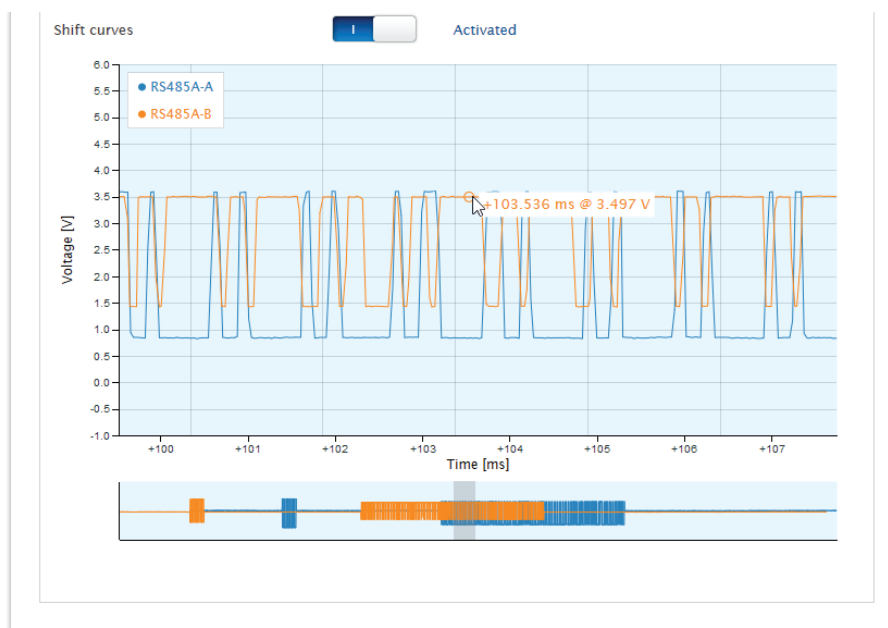 Shift curves I Activated
6.0
RS485A-A
5.5
RS485A-B
5.0
4.5
4.0
3.5
+103.536 ms @ 3.497 V
3.0
2.5
2.0
1.5
1.0
0.5
0.0
-0.5
-1.0
Voltage [V]
+100 +101 +102 +103 +104 +105 +106 +107
Time [ms]